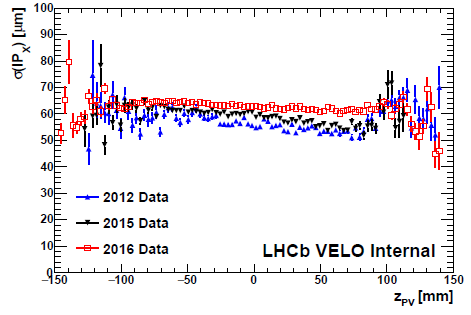 σ(IPX) [μm]
100
90
80
70
60
50
40
30
20
10
0
2012 Data
2015 Data
2016 Data
LHCb VELO Internal
−150 −100 −50 0 50 100 150
zPV [mm]